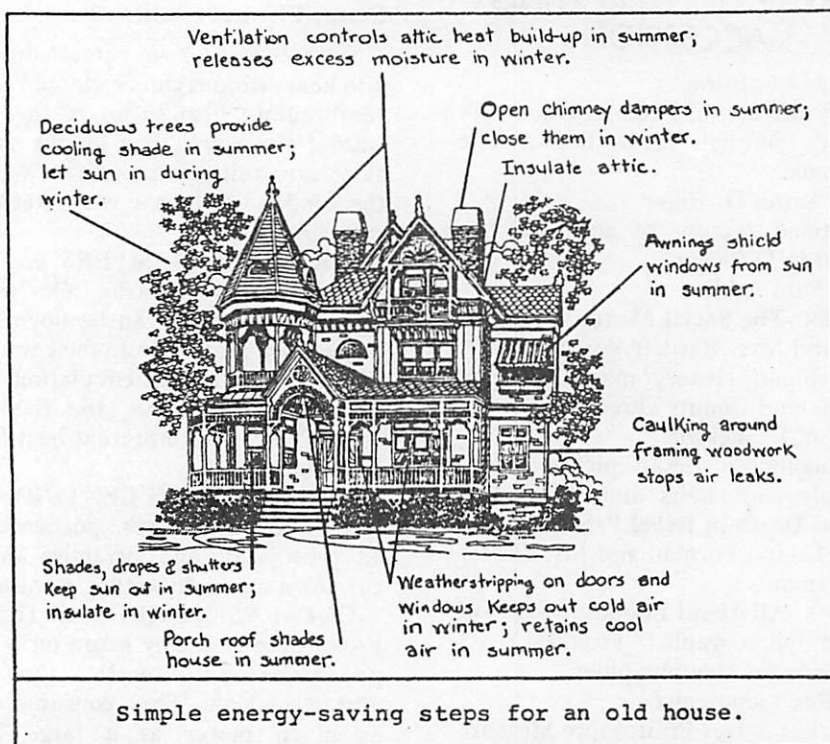 Ventilation controls attic heat build-up in summer;
releases excess moisture in winter.
Deciduous trees provide
cooling shade in summer;
let sun in during
winter.
Open chimney dampers in summer;
close them in winter.
Insulate attic.
Awnings shield
windows from sun
in summer.
Caulking around
framing woodwork
stops air leaks.
Shades, drapes & shutters
Keep sun out in summer;
insulate in winter.
Porch roof shades
house in summer.
Weatherstripping on doors and
windows keeps out cold air
in winter; retains cool
air in summer.
Simple energy-saving steps for an old house.